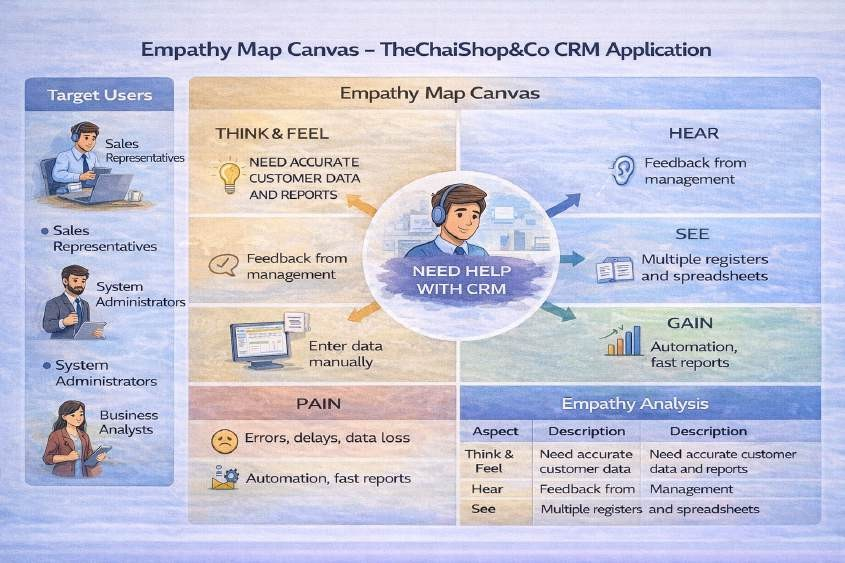 Empathy Map Canvas – TheChaiShop&Co CRM Application
Target Users
Sales
Representatives
Sales
Representatives
System
Administrators
System
Administrators
Business
Analysts
Empathy Map Canvas
THINK & FEEL
NEED ACCURATE
CUSTOMER DATA
AND REPORTS
Feedback from
management
Enter data
manually
NEED HELP
WITH CRM
HEAR
Feedback from
management
SEE
Multiple registers
and spreadsheets
GAIN
Automation,
fast reports
PAIN
Errors, delays, data loss
Automation, fast reports
Empathy Analysis
Aspect Description Description
Think &
Feel
Need accurate
customer data
Need accurate customer
data and reports
Hear Feedback from Management
See Multiple registers and spreadsheets